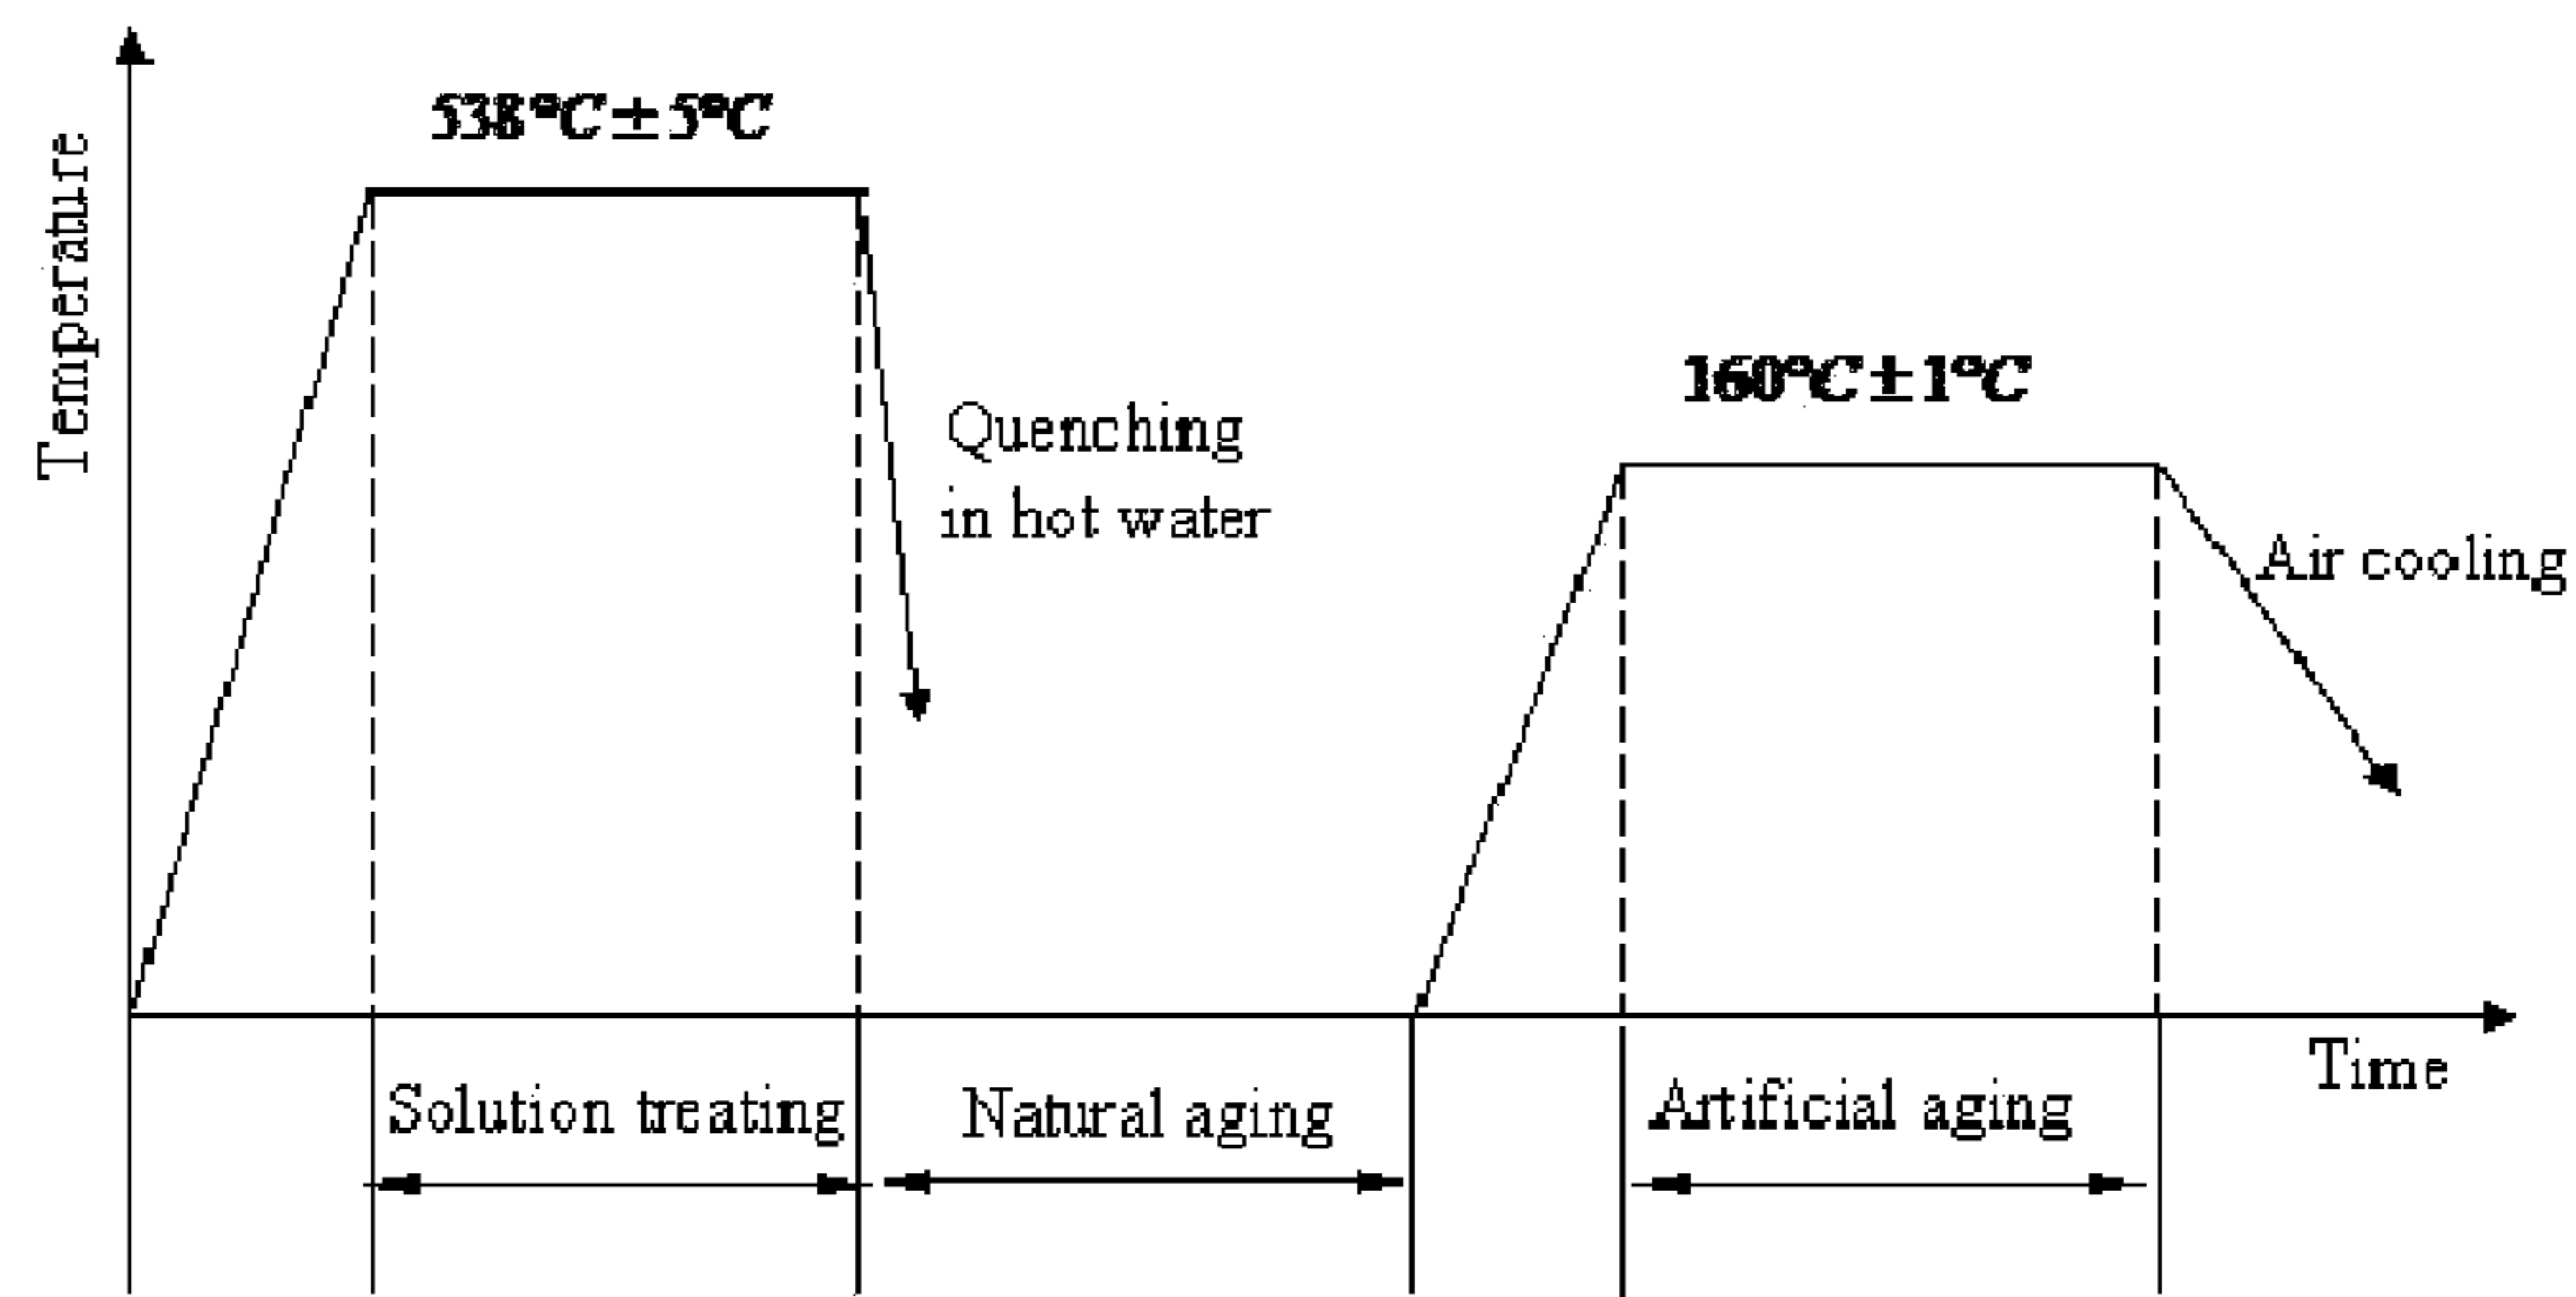 Temperature
538°C±5°C
Quenching
in hot water
160°C±1°C
Air cooling
Time
Solution treating
Natural aging
Artificial aging